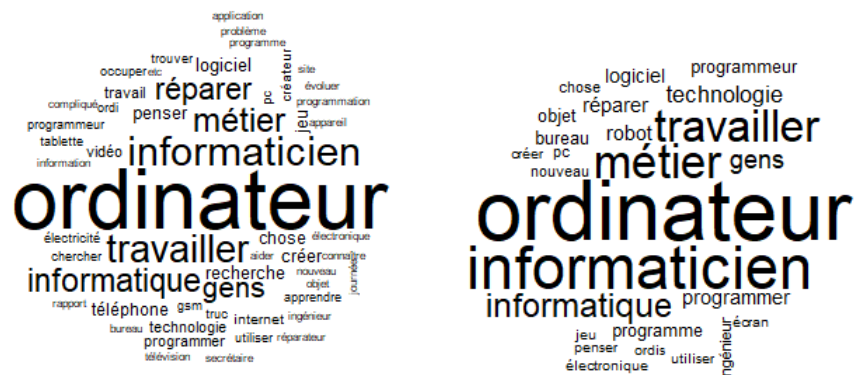 application
problème
programme
trouver logiciel
occuper etc
créateur
site
travail réparer pc
évoluer
compliqué ordi
programmation
penser métier jeu
appareil
programmeur
tablette
vidéo informaticien
information
ordinateur
électricité
travailler chose électronique
chercher
aider créer connaître
informatique recherche nouveau
gens objet journée
apprendre
rapport téléphone gsm
truc internet ingénieur
bureau technologie
programmer utiliser réparateur
télévision secrétaire
logiciel programmeur
chose
réparer technologie
objet
bureau robot travailler
créer pc
métier gens
nouveau
ordinateur
informaticien
informatique programmer
jeu programme ingénieur écran
penser ordis
utiliser
électronique